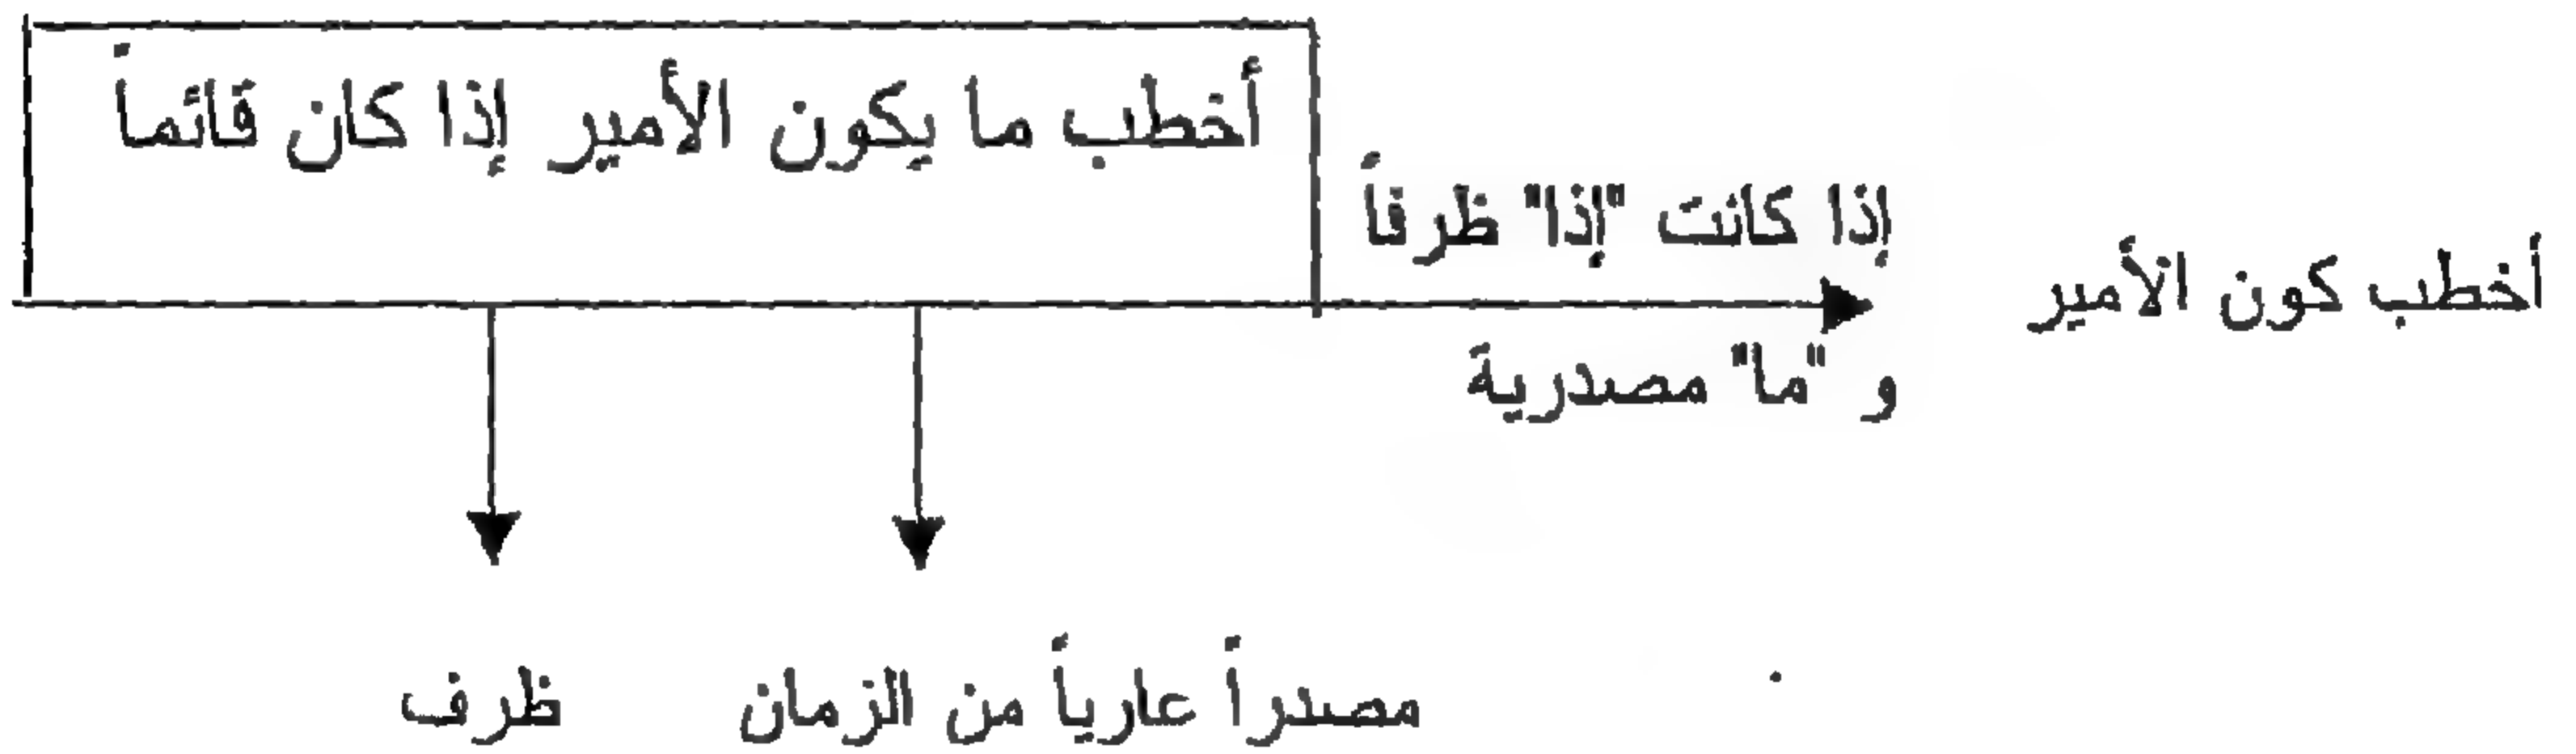 أخطب ما يكون الأمير إذا كان قائماً
إذا كانت "إذا" ظرفاً
أخطب كون الأمير
و "ما" مصدرية
مصدراً عارياً من الزمان
ظرف